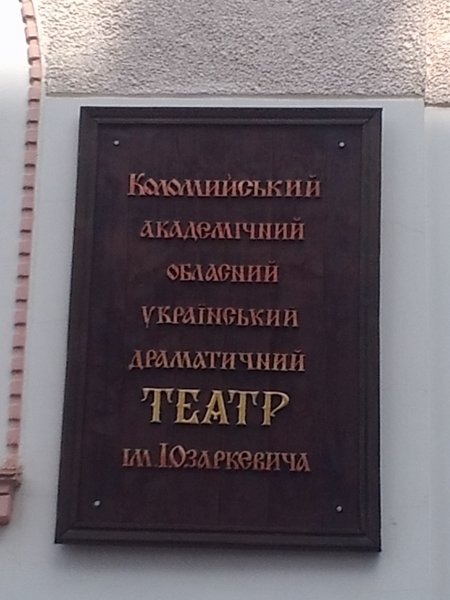 Коломийський
академічний
обласний
український
драматичний
ТЕАТР
ім. І.Озаркевича